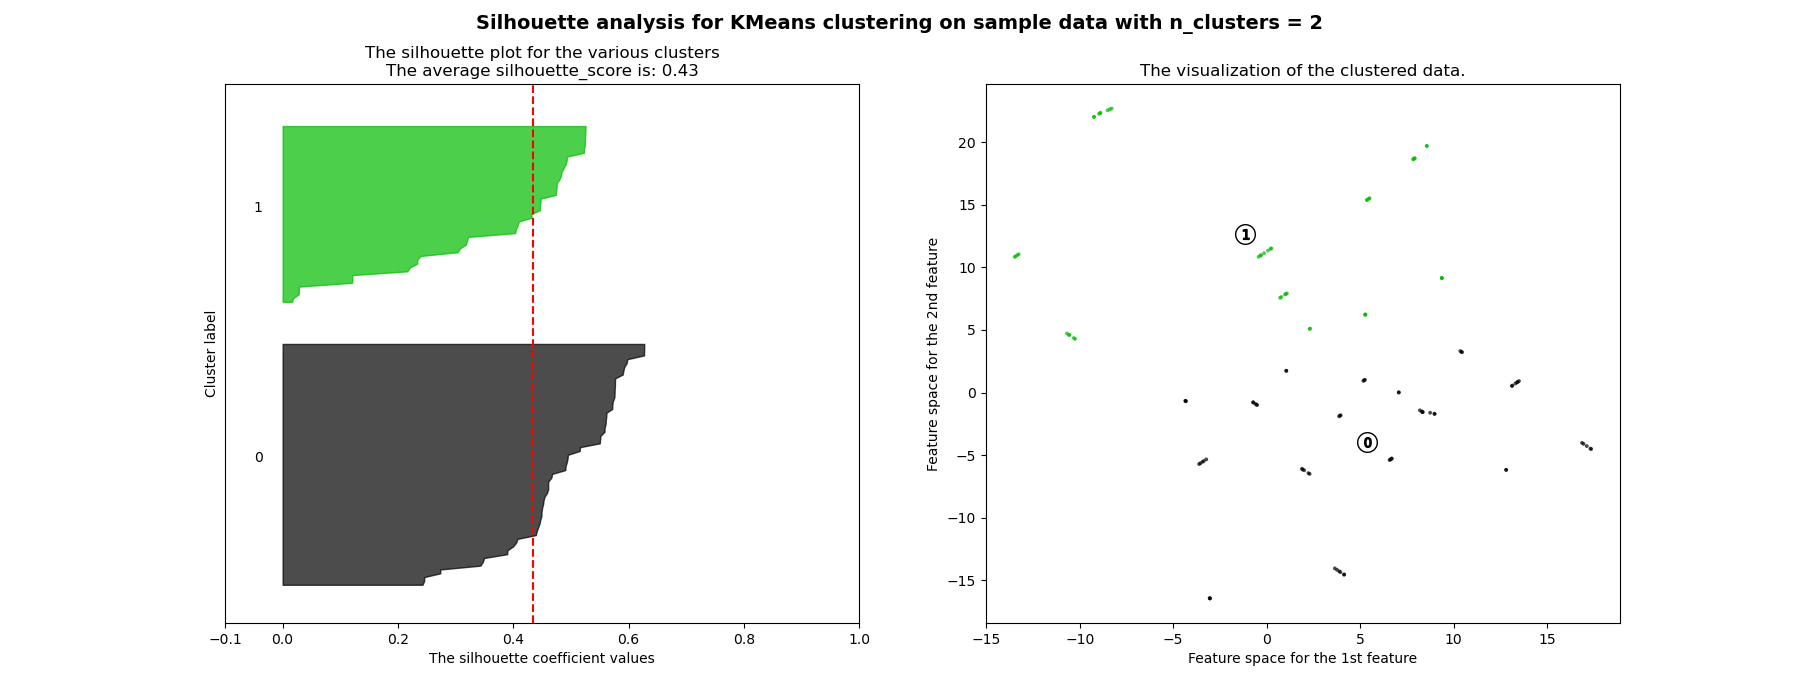 Silhouette analysis for KMeans clustering on sample data with n_clusters = 2
The silhouette plot for the various clusters
The average silhouette_score is: 0.43
1
0
Cluster label
−0.1 0.0 0.2 0.4 0.6 0.8 1.0
The silhouette coefficient values
The visualization of the clustered data.
20
15
10
5
0
−5
−10
−15
Feature space for the 2nd feature
1
0
−15 −10 −5 0 5 10 15
Feature space for the 1st feature